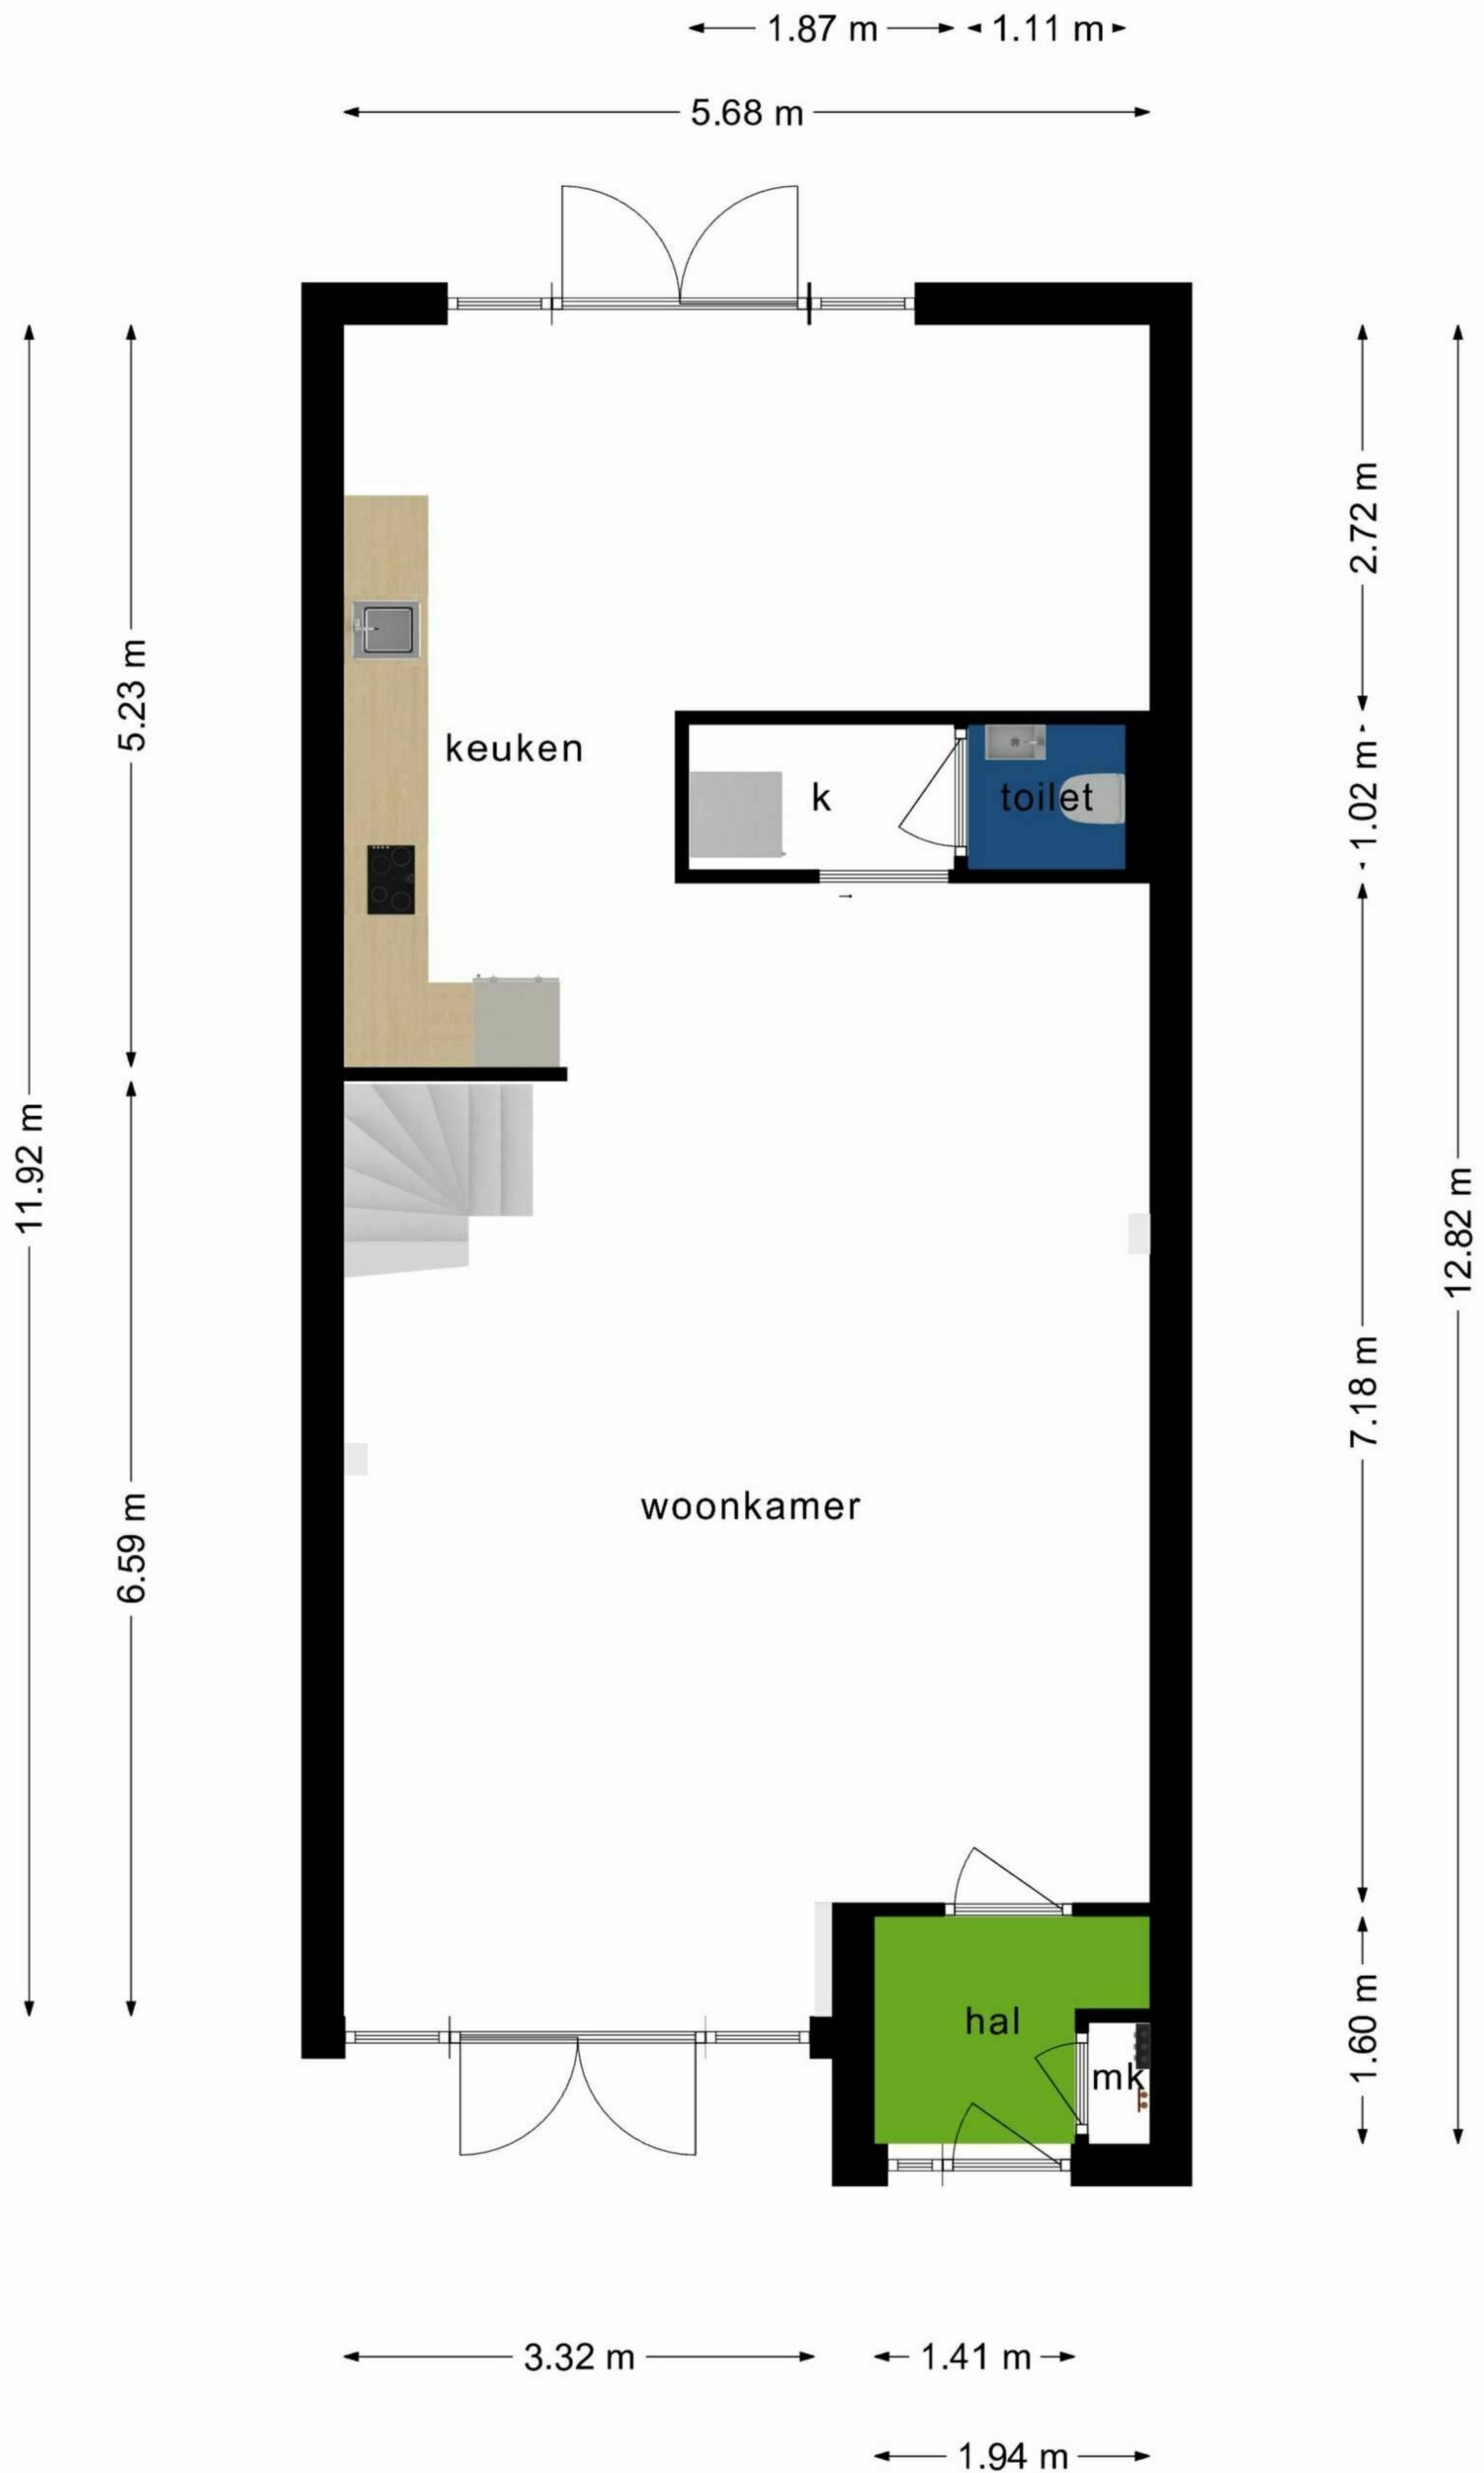 1.87 m
1.11 m
5.68 m
2.72 m
5.23 m
keuken
k
toilet
1.02 m
11.92 m
12.82 m
7.18 m
woonkamer
6.59 m
hal
mk
1.60 m
3.32 m
1.41 m
1.94 m